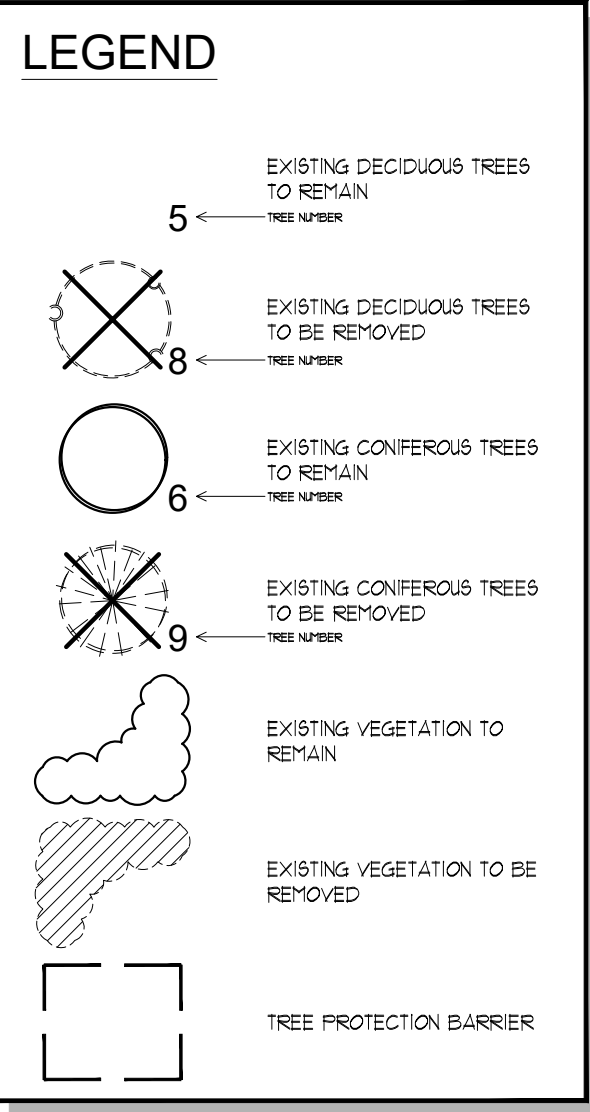 LEGEND
EXISTING DECIDUOUS TREES
TO REMAIN
5
TREE NUMBER
EXISTING DECIDUOUS TREES
TO BE REMOVED
8
TREE NUMBER
EXISTING CONIFEROUS TREES
TO REMAIN
6
TREE NUMBER
EXISTING CONIFEROUS TREES
TO BE REMOVED
9
TREE NUMBER
EXISTING VEGETATION TO
REMAIN
EXISTING VEGETATION TO BE
REMOVED
TREE PROTECTION BARRIER